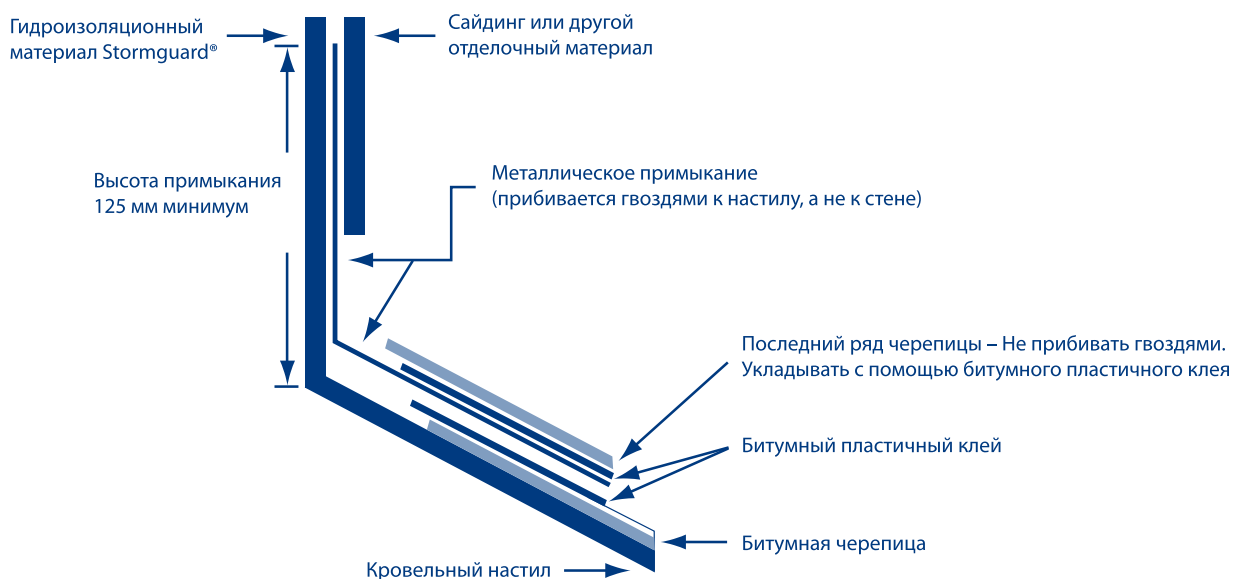 Гидроизоляционный
материал Stormguard®
Сайдинг или другой
отделочный материал
Высота примыкания
125 мм минимум
Металлическое примыкание
(прибивается гвоздями к настилу, а не к стене)
Последний ряд черепицы – Не прибивать гвоздями.
Укладывать с помощью битумного пластичного клея
Битумный пластичный клей
Битумная черепица
Кровельный настил